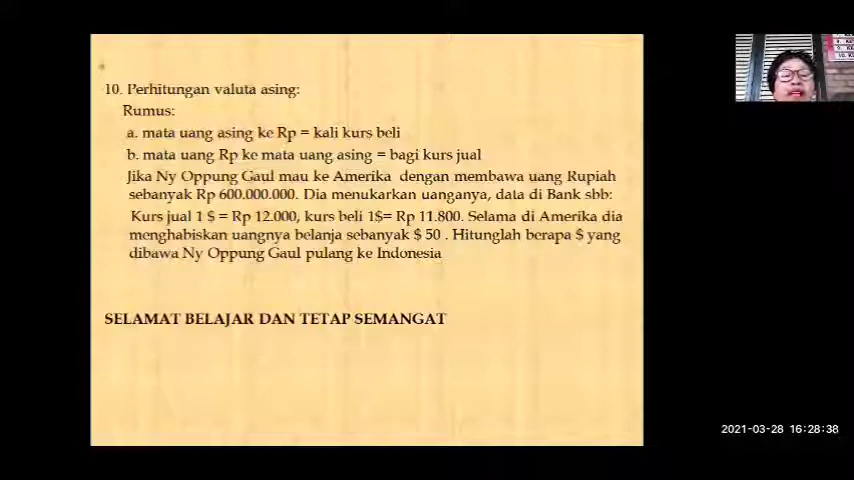 10. Perhitungan valuta asing:
Rumus:
a. mata uang asing ke Rp = kali kurs beli
b. mata uang Rp ke mata uang asing = bagi kurs jual
Jika Ny Oppung Gaul mau ke Amerika dengan membawa uang Rupiah
sebanyak Rp 600.000.000. Dia menukarkan uanganya, data di Bank sbb:
Kurs jual 1 $ = Rp 12.000, kurs beli 1$= Rp 11.800. Selama di Amerika dia
menghabiskan uangnya belanja sebanyak $ 50 . Hitunglah berapa $ yang
dibawa Ny Oppung Gaul pulang ke Indonesia
SELAMAT BELAJAR DAN TETAP SEMANGAT
2021-03-28 16:28:38